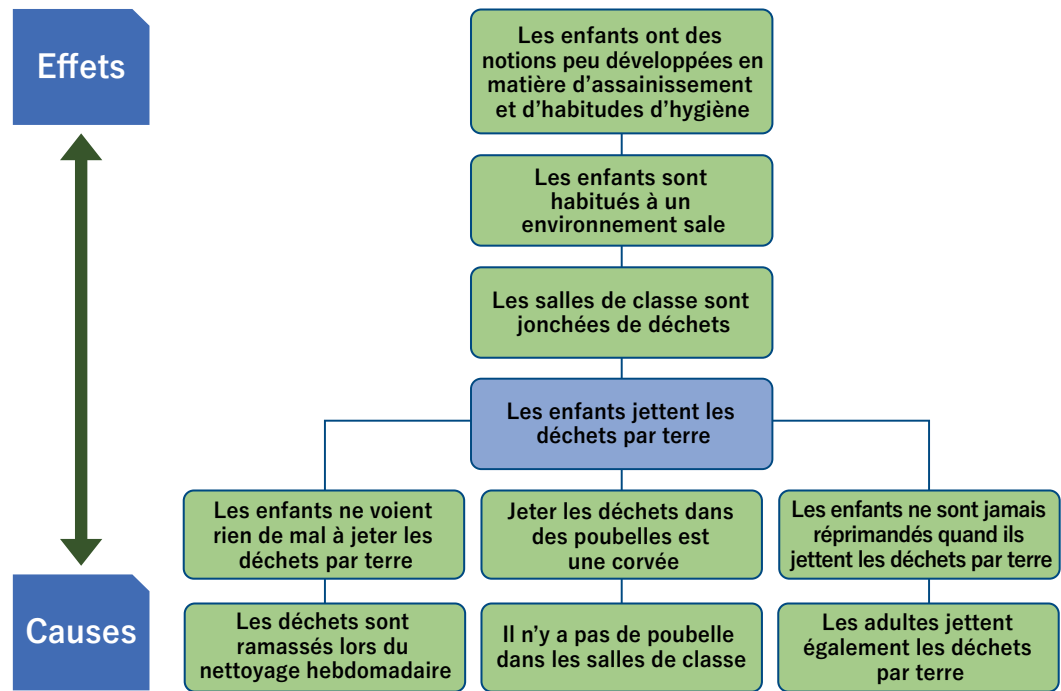 Effets
Les enfants ont des
notions peu développées en
matière d'assainissement
et d'habitudes d'hygiène
Les enfants sont
habitués à un
environnement sale
Les salles de classe sont
jonchées de déchets
Les enfants jettent les
déchets par terre
Les enfants ne voient
rien de mal à jeter les
déchets par terre
Jeter les déchets dans
des poubelles est
une corvée
Les enfants ne sont jamais
réprimandés quand ils
jettent les déchets par terre
Causes
Les déchets sont
ramassés lors du
nettoyage hebdomadaire
Il n'y a pas de poubelle
dans les salles de classe
Les adultes jettent
également les déchets
par terre